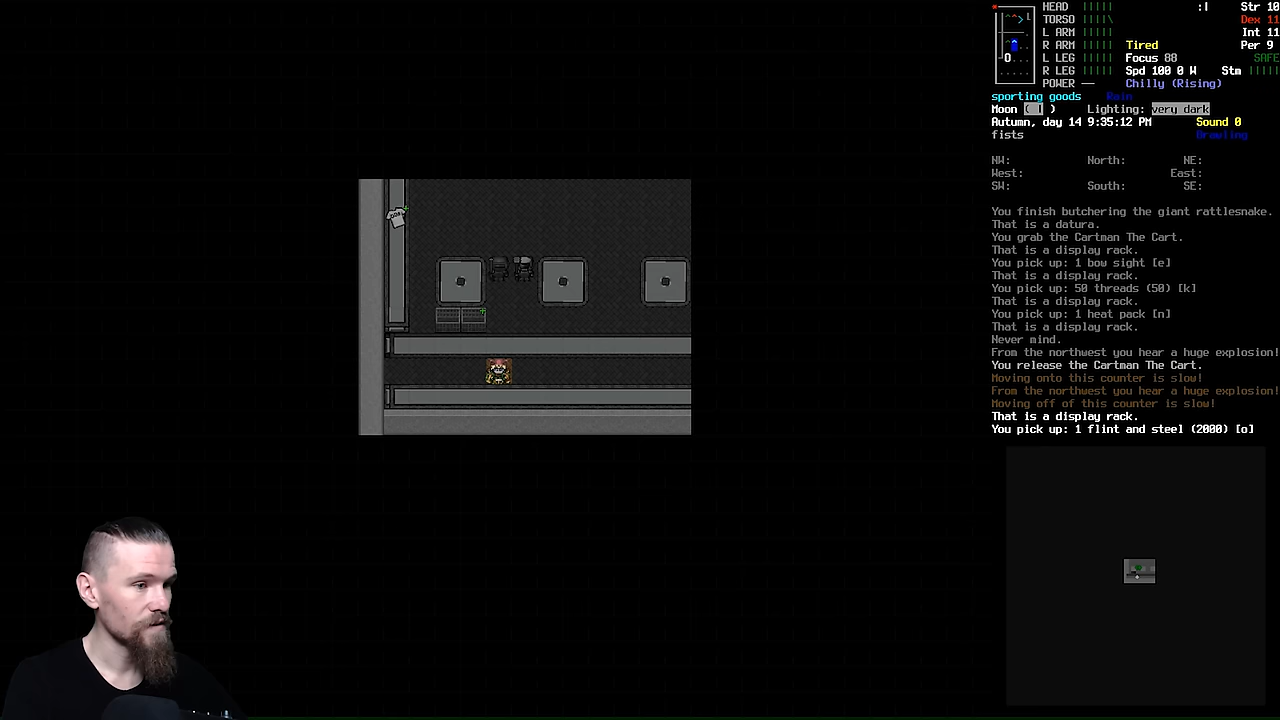 HEAD ||||| :| Str 10
TORSO ||||\ Dex 11
L ARM ||||| Int 11
R ARM ||||| Tired Per 9
L LEG ||||| Focus 88 SAFE
R LEG ||||| Spd 100 0 W Stm |||||
POWER —— Chilly (Rising)
sporting goods Rain
Moon ( | ) Lighting: very dark
Autumn, day 14 9:35:12 PM Sound 0
fists Drawling
NW: North: NE:
West: East:
SW: South: SE:
You finish butchering the giant rattlesnake.
That is a datura.
You grab the Cartman The Cart.
That is a display rack.
You pick up: 1 bow sight [e]
That is a display rack.
You pick up: 50 threads (50) [k]
That is a display rack.
You pick up: 1 heat pack [n]
That is a display rack.
Never mind.
From the northwest you hear a huge explosion!
You release the Cartman The Cart.
Moving onto this counter is slow!
From the northwest you hear a huge explosion!
Moving off of this counter is slow!
That is a display rack.
You pick up: 1 flint and steel (2000) [o]